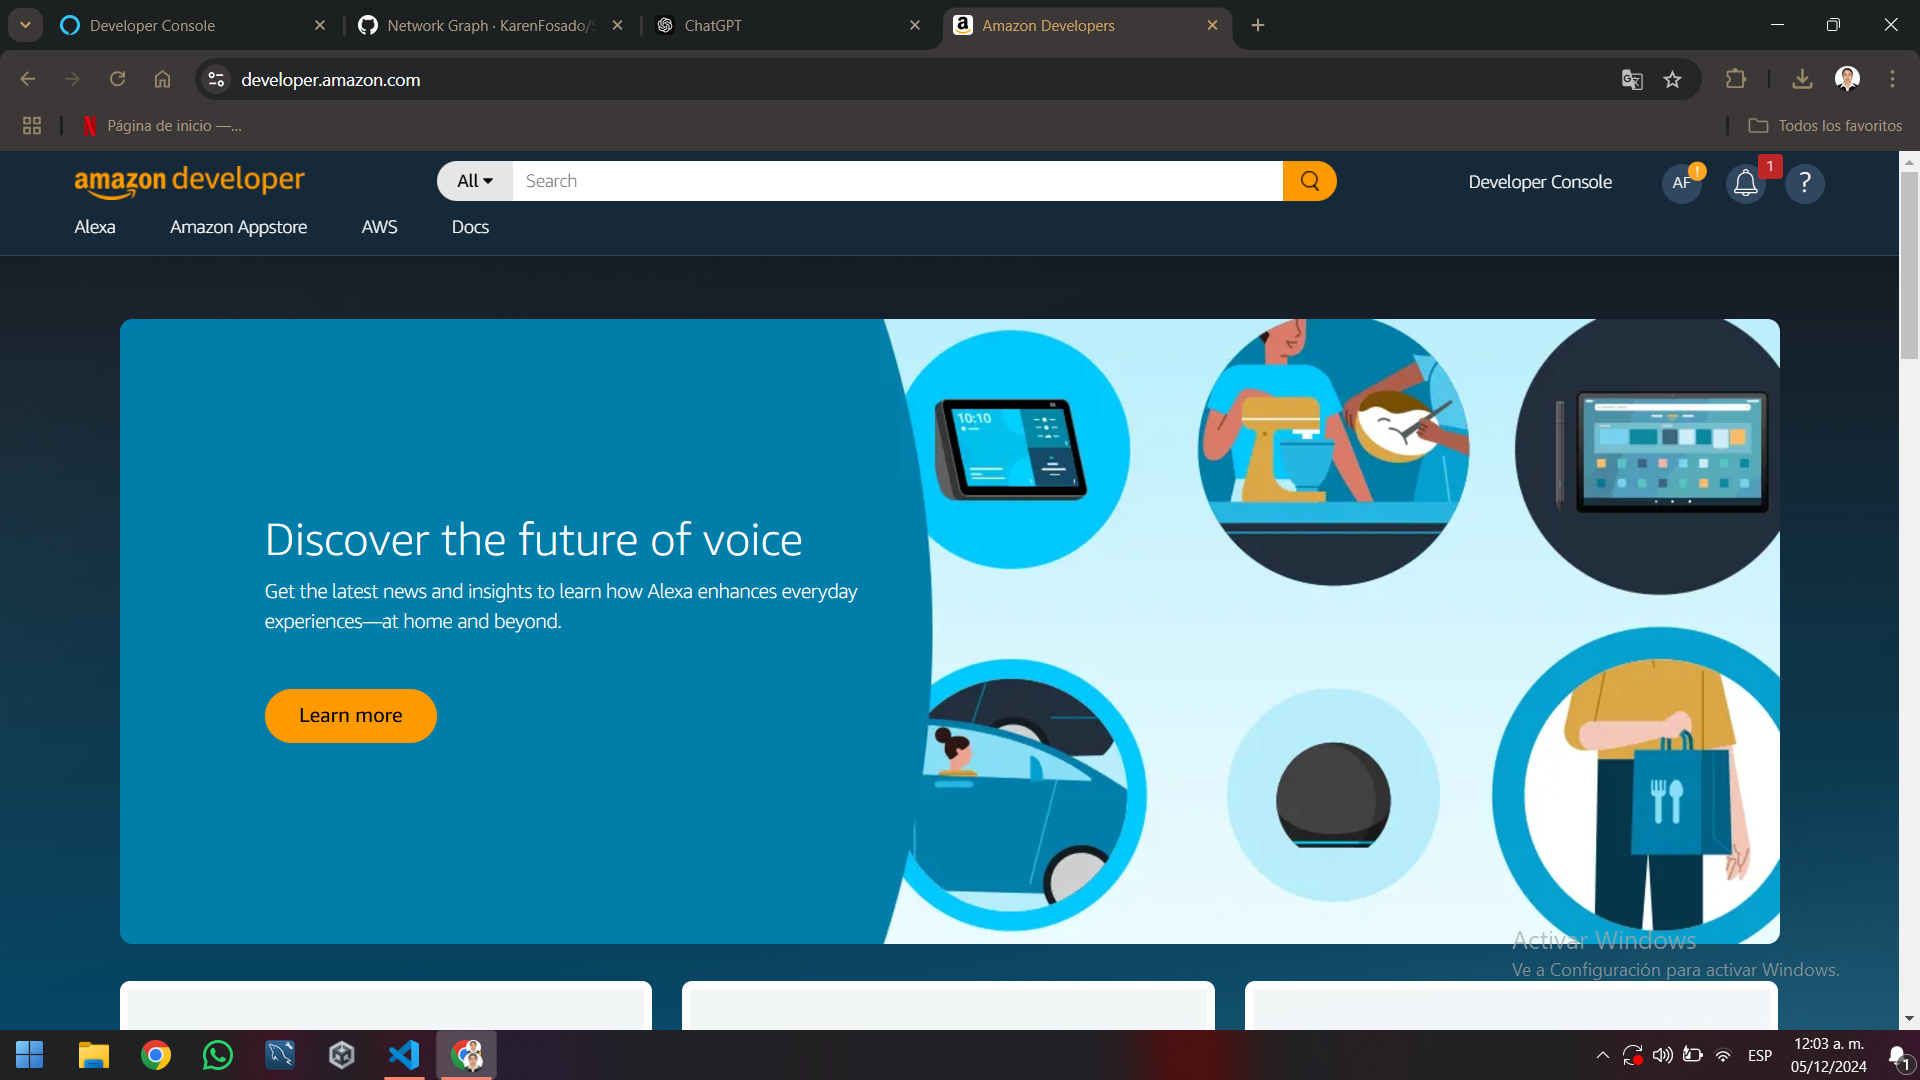 Developer Console
Network Graph · KarenFosado/
ChatGPT
Amazon Developers
developer.amazon.com
Página de inicio —...
Todos los favoritos
amazon developer
All
Search
Developer Console
AF
!
1
?
Alexa
Amazon Appstore
AWS
Docs
10:10
Discover the future of voice
Get the latest news and insights to learn how Alexa enhances everyday
experiences—at home and beyond.
Learn more
Activar Windows
Ve a Configuración para activar Windows.
ESP
12:03 a. m.
05/12/2024
1